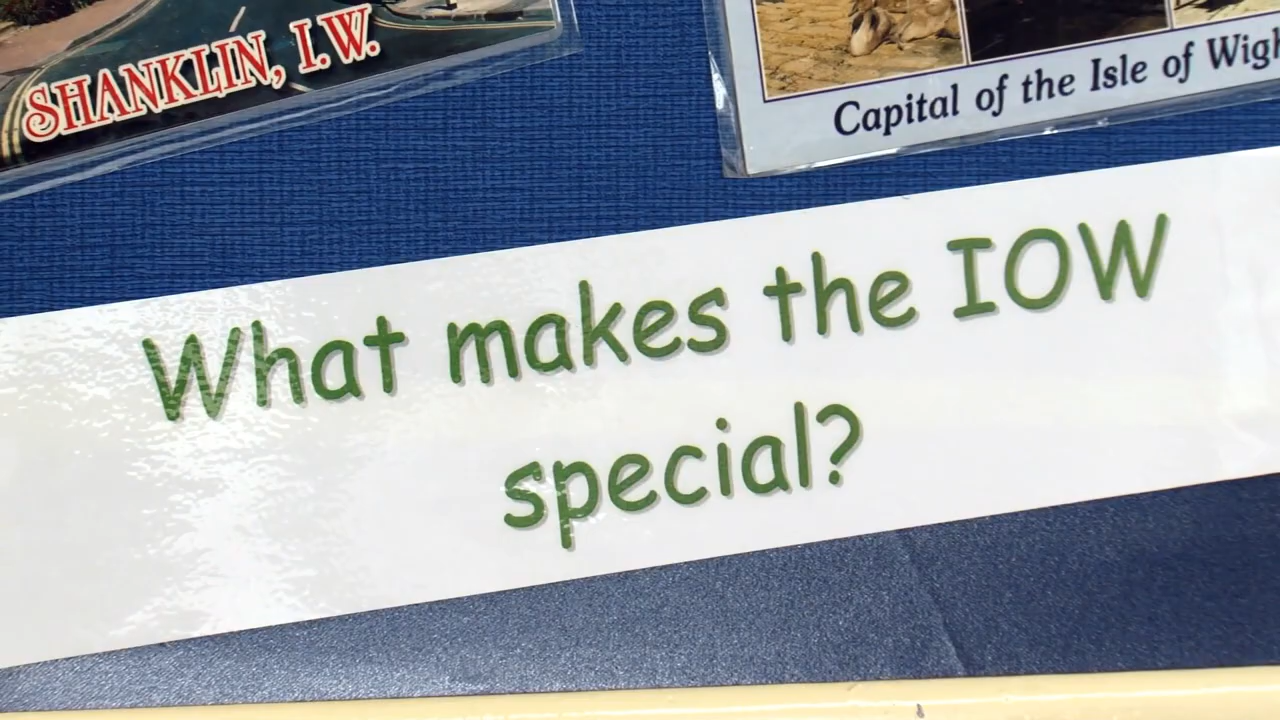 SHANKLIN, I.W.
Capital of the Isle of Wigh
What makes the IOW
special?